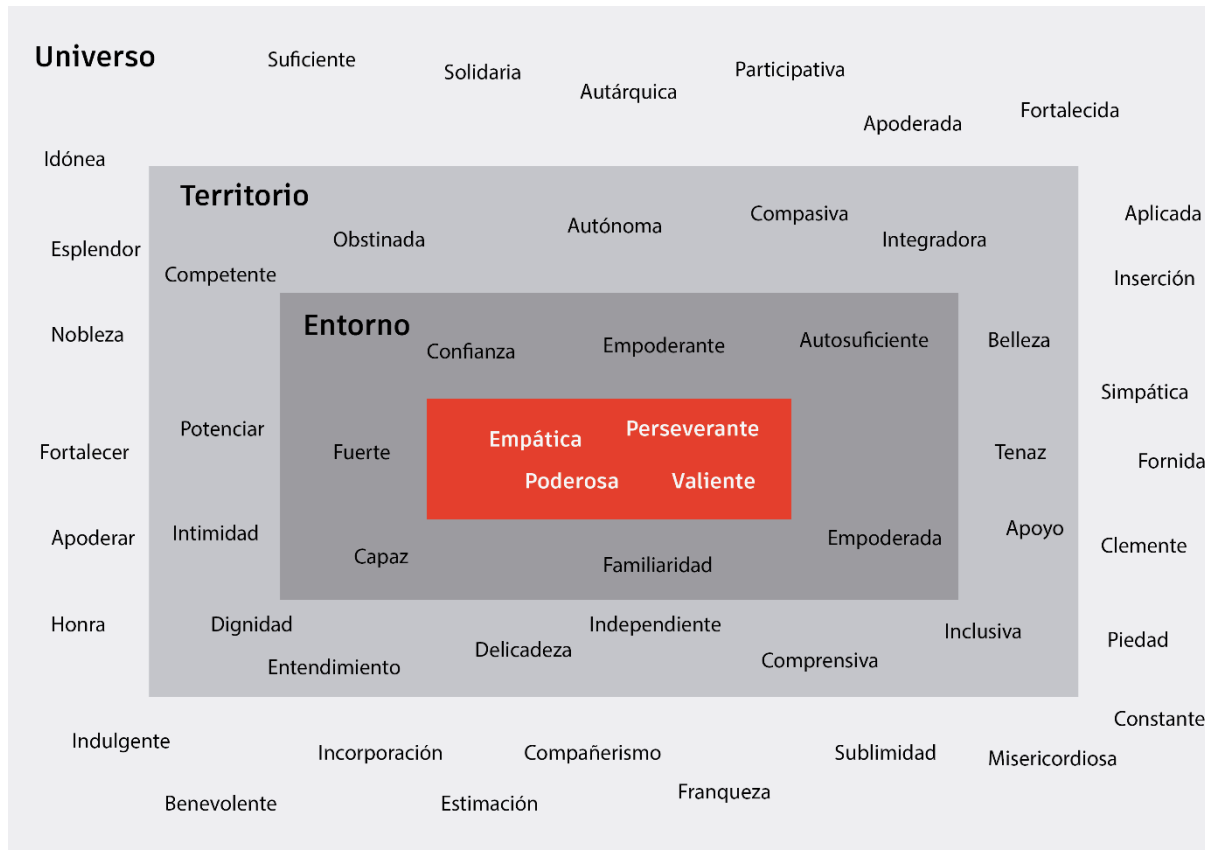 Universo
Suficiente
Solidaria
Autárquica
Participativa
Apoderada
Fortalecida
Idónea
Territorio
Obstinada
Autónoma
Compasiva
Integradora
Aplicada
Esplendor
Competente
Inserción
Entorno
Nobleza
Confianza
Empoderante
Autosuficiente
Belleza
Simpática
Potenciar
Fuerte
Empática
Perseverante
Poderosa
Valiente
Tenaz
Fortalecer
Fornida
Apoderar
Intimidad
Capaz
Familiaridad
Empoderada
Apoyo
Clemente
Honra
Dignidad
Entendimiento
Delicadeza
Independiente
Comprensiva
Inclusiva
Piedad
Constante
Indulgente
Incorporación
Compañerismo
Sublimidad
Misericordiosa
Benevolente
Estimación
Franqueza